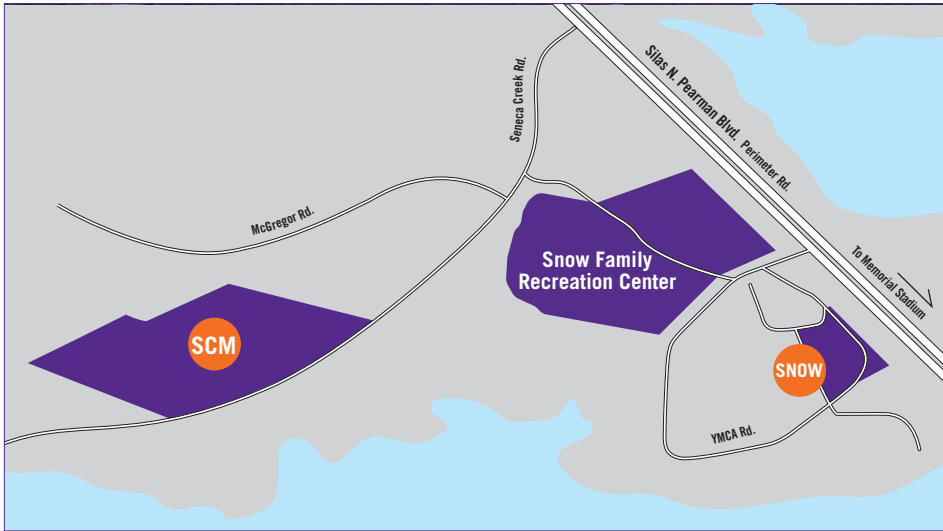 Seneca Creek Rd.
Silas N. Pearman Blvd. Perimeter Rd.
McGregor Rd.
Snow Family
Recreation Center
To Memorial Stadium
SCM
SNOW
YMCA Rd.